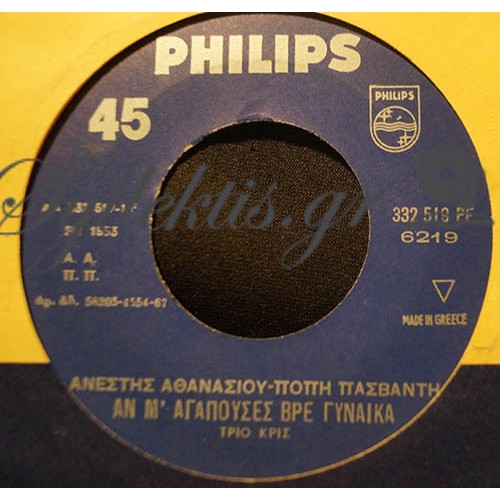 PHILIPS
45
PHILIPS
332 519 PF
6219
Α. Α.
Π. Π.
MADE IN GREECE
ΑΝΕΣΤΗΣ ΑΘΑΝΑΣΙΟΥ-ΠΟΠΗ ΠΑΣΒΑΝΤΗ
ΑΝ Μ' ΑΓΑΠΟΥΣΕΣ ΒΡΕ ΓΥΝΑΙΚΑ
ΤΡΙΟ ΚΡΙΣ